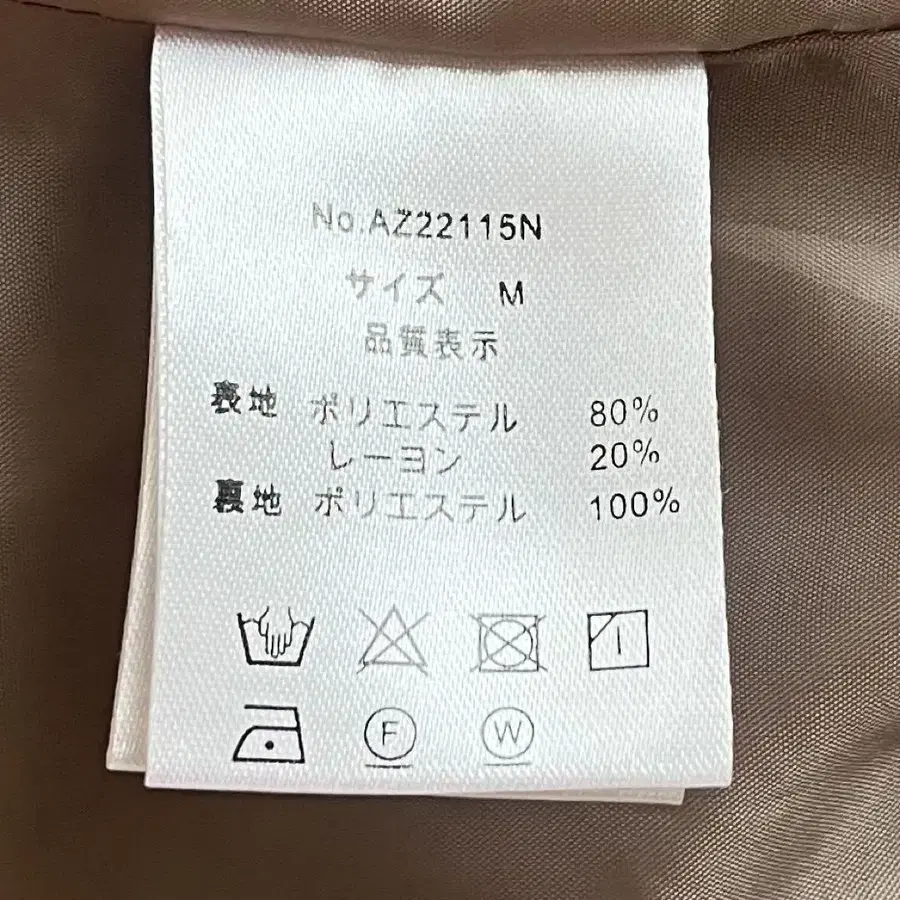 No.AZ22115N
サイズ M
品質表示
表地 ポリエステル 80%
レーヨン 20%
裏地 ポリエステル 100%
F W